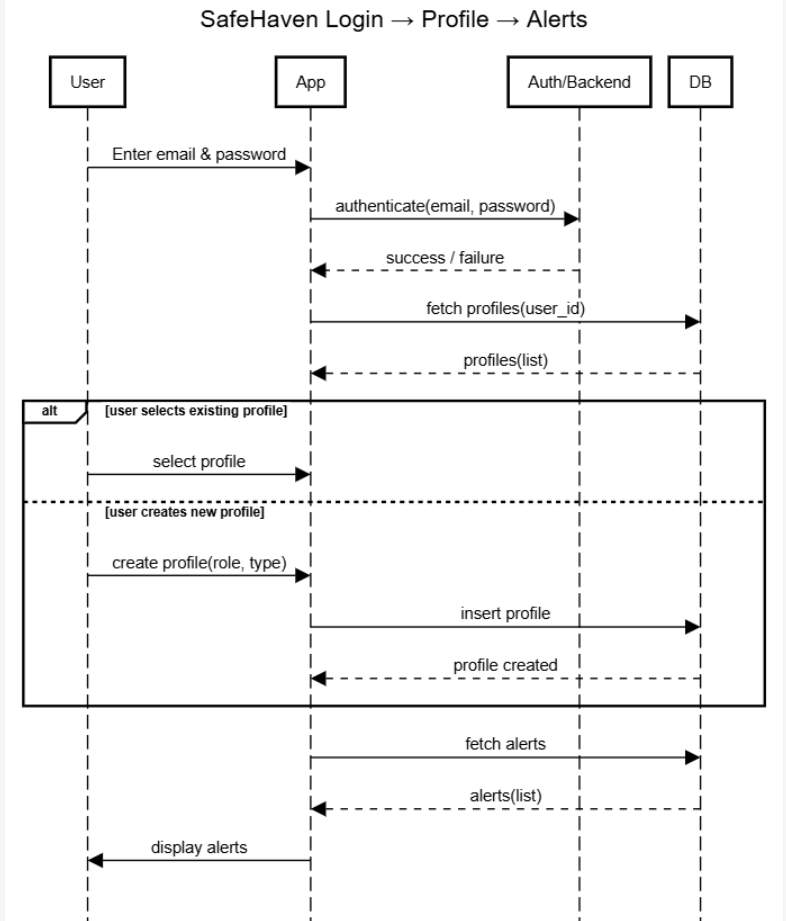 SafeHaven Login → Profile → Alerts
User
App
Auth/Backend
DB
Enter email & password
authenticate(email, password)
success / failure
fetch profiles(user_id)
profiles(list)
alt
[user selects existing profile]
select profile
[user creates new profile]
create profile(role, type)
insert profile
profile created
fetch alerts
alerts(list)
display alerts